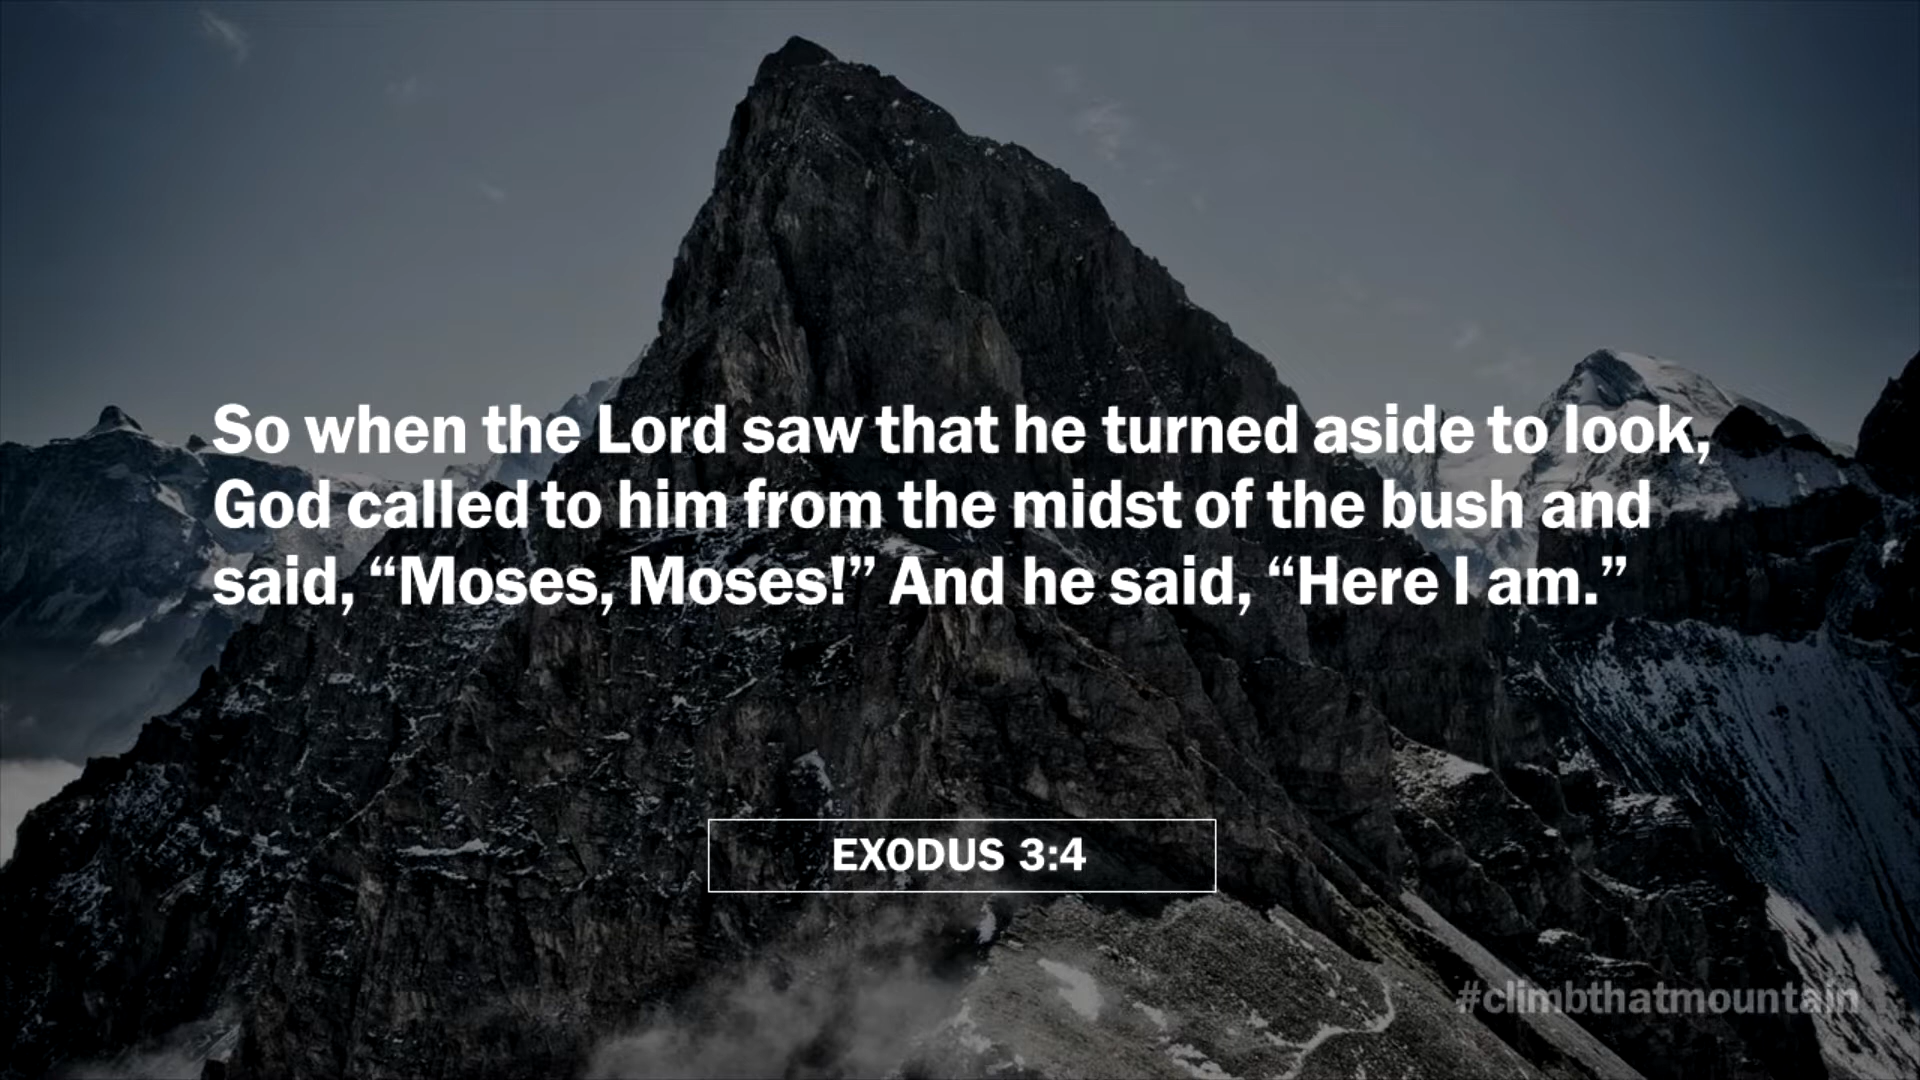 So when the Lord saw that he turned aside to look,
God called to him from the midst of the bush and
said, “Moses, Moses!” And he said, “Here I am.”
EXODUS 3:4
#climbthatmountain